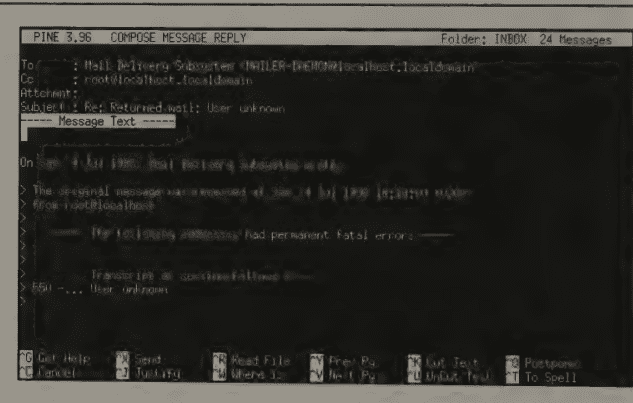 PINE 3.96 COMPOSE MESSAGE REPLY Folder: INBOX 24 Messages
To : Mail Delivery Subsystem <MAILER-DAEMON@localhost.localdomain
Cc : root@localhost.localdomain
Attchmnt:
Subject : Re: Returned mail: User unknown
----- Message Text -----
On Mail Delivery Subsystem
> The original message was received at
> from root@localhost
>
> ----- The following addresses had permanent fatal errors -----
>
>
> Transcript of session follows -----
> 550 -... User unknown
>
^G Get Help ^X Send ^R Read File ^Y Prev Pg ^K Cut Text ^O Postpone
^C Cancel ^J Justify ^W Where is ^V Next Pg ^U UnCut Text ^T To Spell